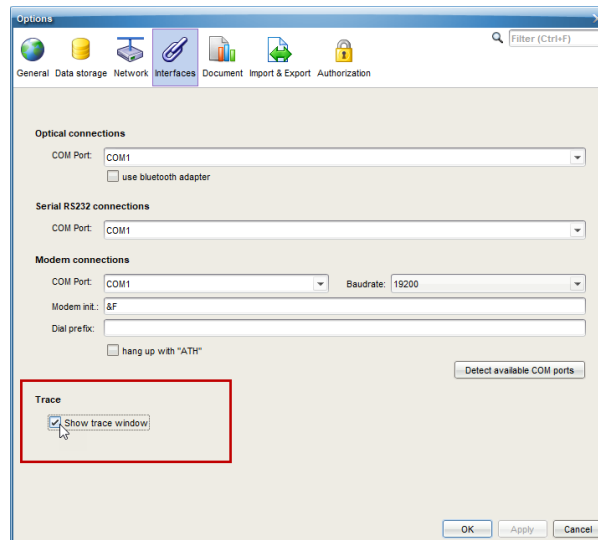 Options
Filter (Ctrl+F)
General Data storage Network Interfaces Document Import & Export Authorization
Optical connections
COM Port: COM1
use bluetooth adapter
Serial RS232 connections
COM Port: COM1
Modem connections
COM Port: COM1 Baudrate: 19200
Modem init.: &F
Dial prefix:
hang up with "ATH"
Detect available COM ports
Trace
Show trace window
OK Apply Cancel